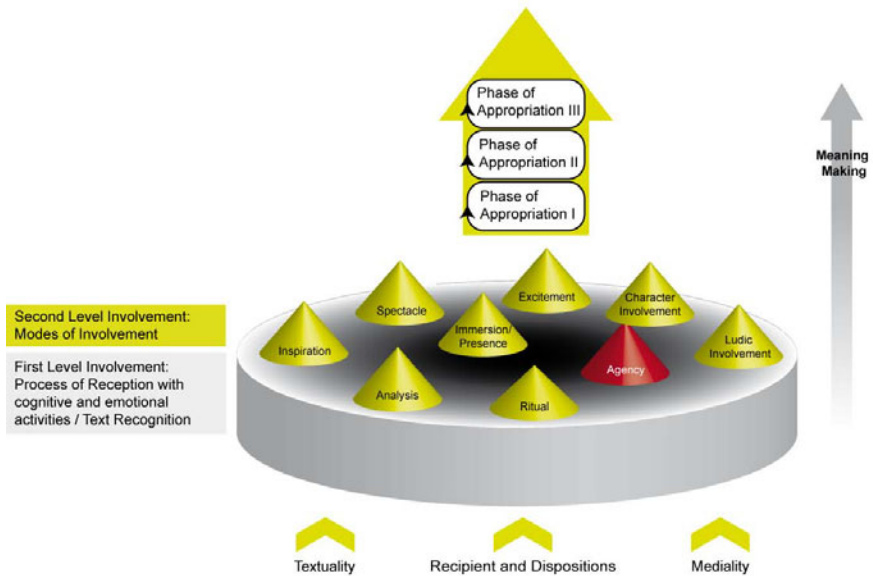 Phase of
Appropriation III
Phase of
Appropriation II
Phase of
Appropriation I
Meaning
Making
Second Level Involvement:
Modes of Involvement
First Level Involvement:
Process of Reception with
cognitive and emotional
activities / Text Recognition
Excitement
Character
Involvement
Spectacle
Immersion/
Presence
Inspiration
Ludic
Involvement
Agency
Analysis
Ritual
Textuality
Recipient and Dispositions
Mediality